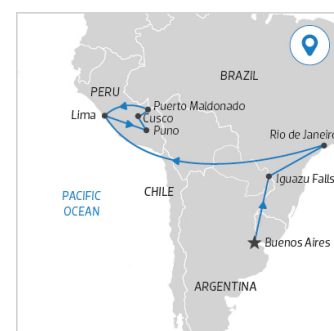 BRAZIL
PERU
Puerto Maldonado
Lima
Cusco
Puno
Rio de Janeiro
Iguazu Falls
CHILE
PACIFIC
OCEAN
Buenos Aires
ARGENTINA